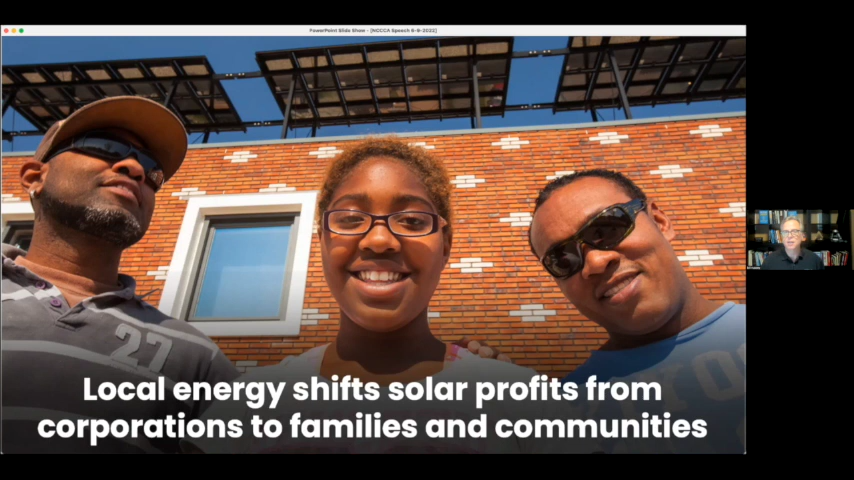 PowerPoint Slide Show - [NCCCA Speech 6-9-2022]
27
Local energy shifts solar profits from
corporations to families and communities